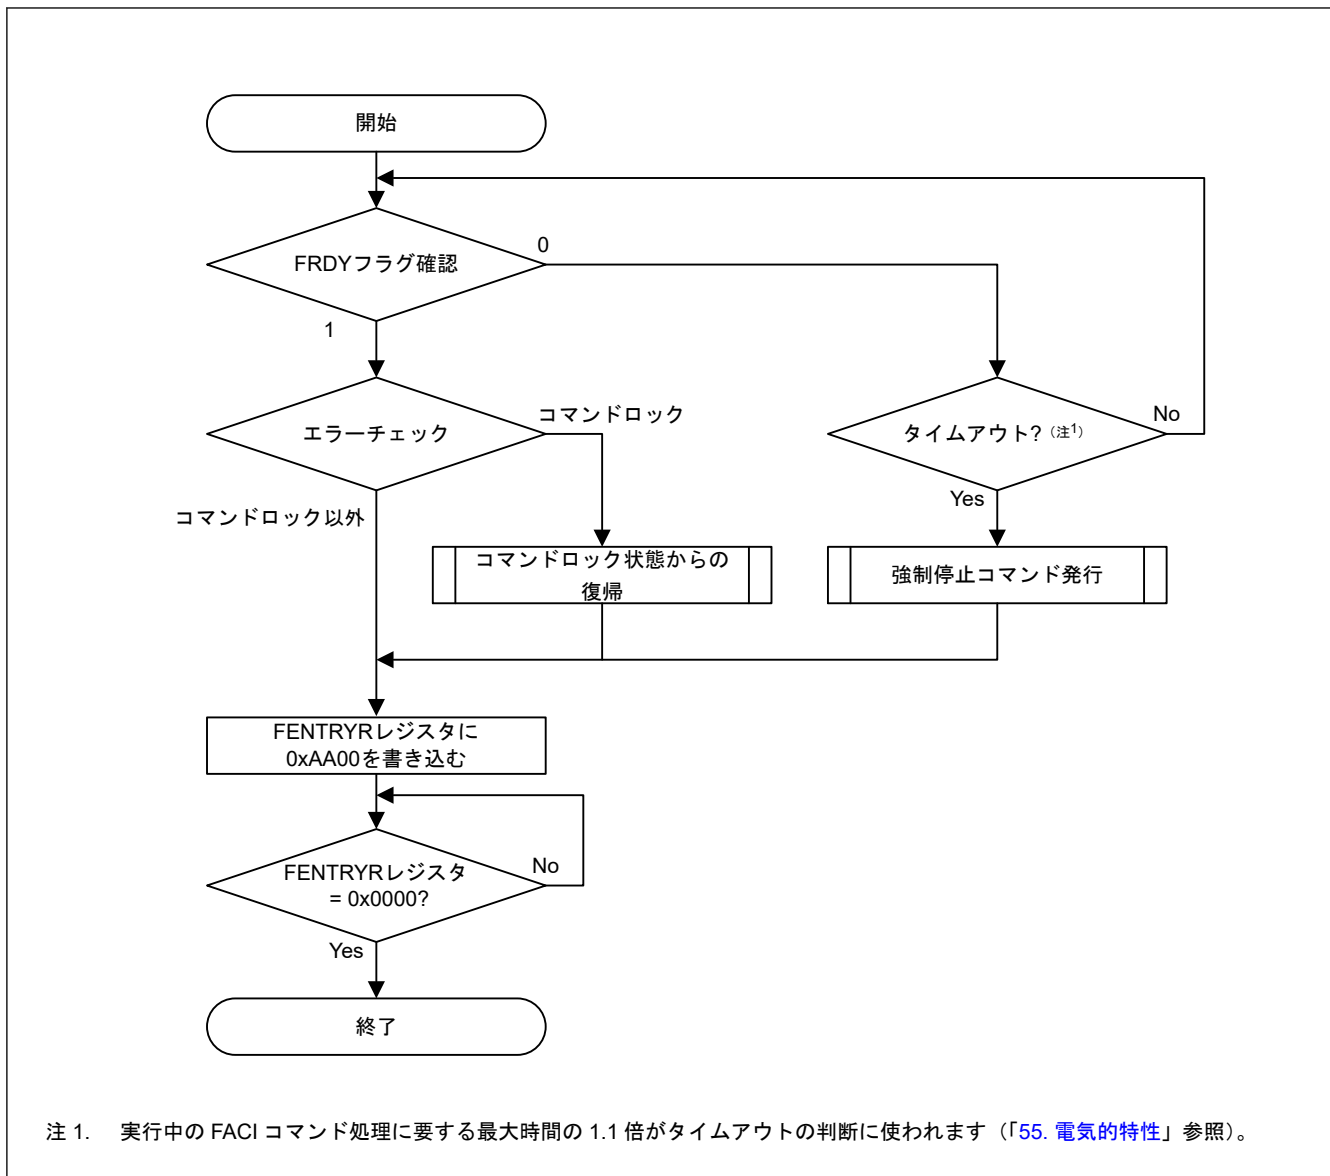 開始
FRDYフラグ確認
0
1
エラーチェック
コマンドロック
タイムアウト?（注1）
No
コマンドロック以外
Yes
コマンドロック状態からの
復帰
強制停止コマンド発行
FENTRYRレジスタに
0xAA00を書き込む
FENTRYRレジスタ
= 0x0000?
No
Yes
終了
注 1. 実行中の FACI コマンド処理に要する最大時間の 1.1 倍がタイムアウトの判断に使われます（「55. 電気的特性」参照）。